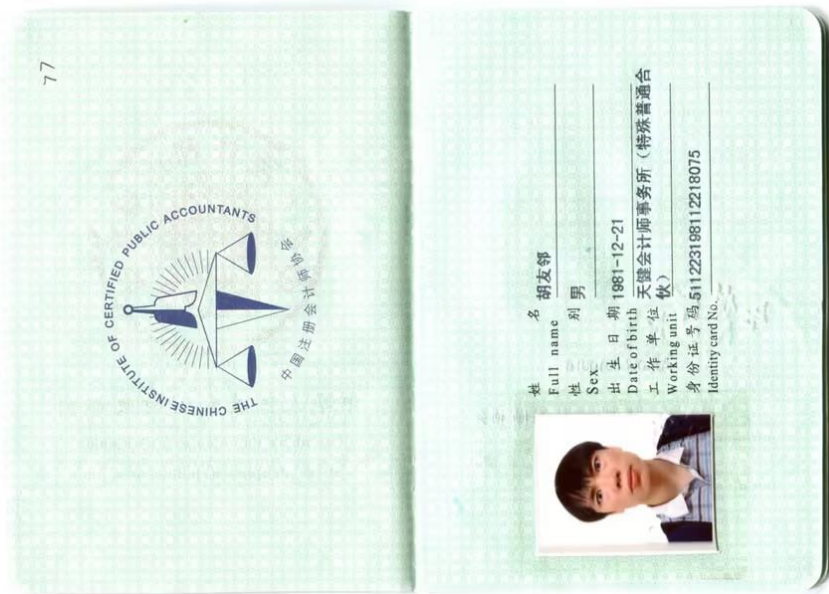 77
THE CHINESE INSTITUTE OF CERTIFIED PUBLIC ACCOUNTANTS
中国注册会计师协会
姓 名 胡友邻
Full name
性 别 男
Sex
出 生 日 期 1981-12-21
Date of birth
工 作 单 位 天健会计师事务所（特殊普通合
Working unit 伙）
身份证号码 511223198112218075
Identity card No.